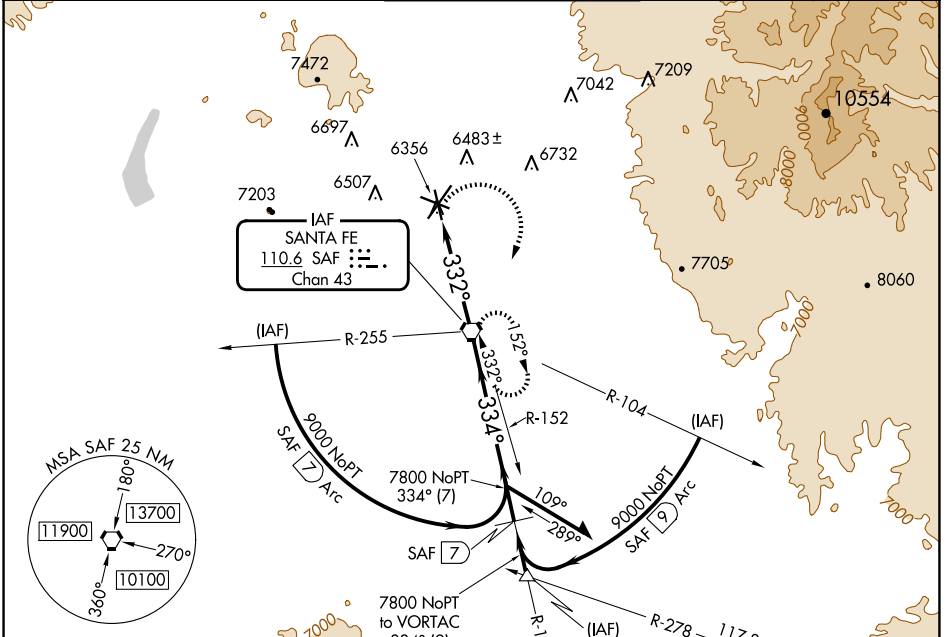 7472
7042
7209
10554
10000
6697
6356
6483±
6732
8000
6507
7203
IAF
SANTA FE
110.6 SAF
Chan 43
332°
7705
8060
7000
(IAF)
R-255
332°
152°
R-104
(IAF)
334°
R-152
9000 NoPT
SAF 7 Arc
7800 NoPT
334° (7)
109°
289°
9000 NoPT
SAF 9 Arc
7000
MSA SAF 25 NM
180°
13700
11900
270°
10100
360°
SAF 7
7800 NoPT
to VORTAC
7000
(IAF)
R-278